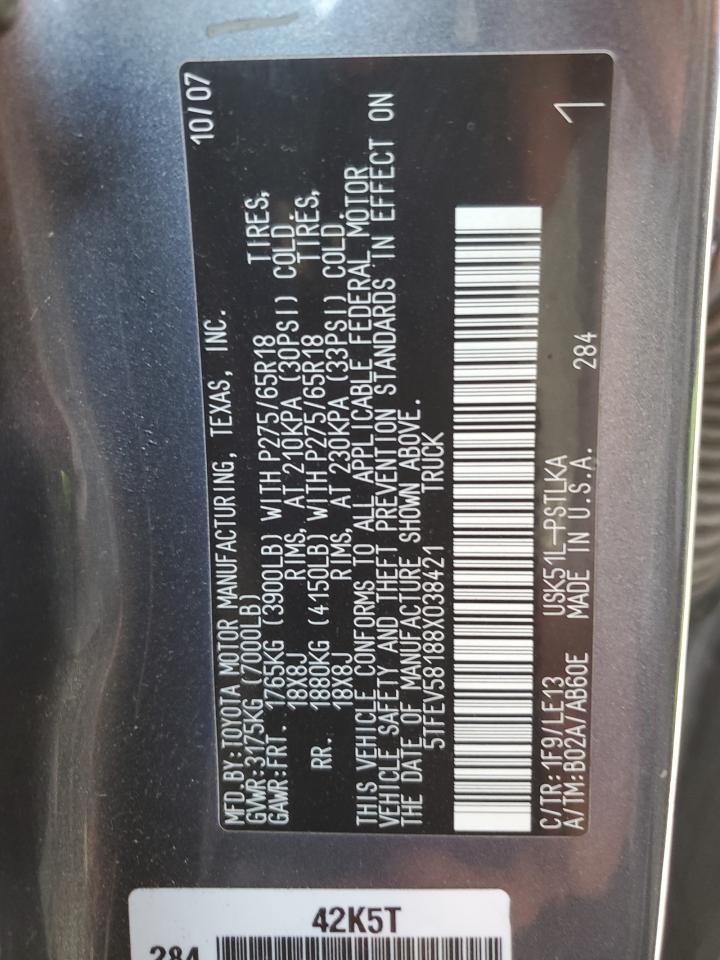 MFD. BY: TOYOTA MOTOR MANUFACTURING, TEXAS, INC. 10/07
GVWR: 3175KG (7000LB)
GAWR: FRT. 1765KG (3900LB) WITH P275/65R18 TIRES,
18X8J RIMS, AT 210KPA (30PSI) COLD.
RR. 1880KG (4150LB) WITH P275/65R18 TIRES,
18X8J RIMS, AT 230KPA (33PSI) COLD.
THIS VEHICLE CONFORMS TO ALL APPLICABLE FEDERAL MOTOR
VEHICLE SAFETY AND THEFT PREVENTION STANDARDS IN EFFECT ON
THE DATE OF MANUFACTURE SHOWN ABOVE.
5TFEV58188X038421 TRUCK
C/TR: 1F9/LE13 USK51L-PSTLKA
A/TM: B02A/AB60E MADE IN U.S.A. 284 1
42K5T
284